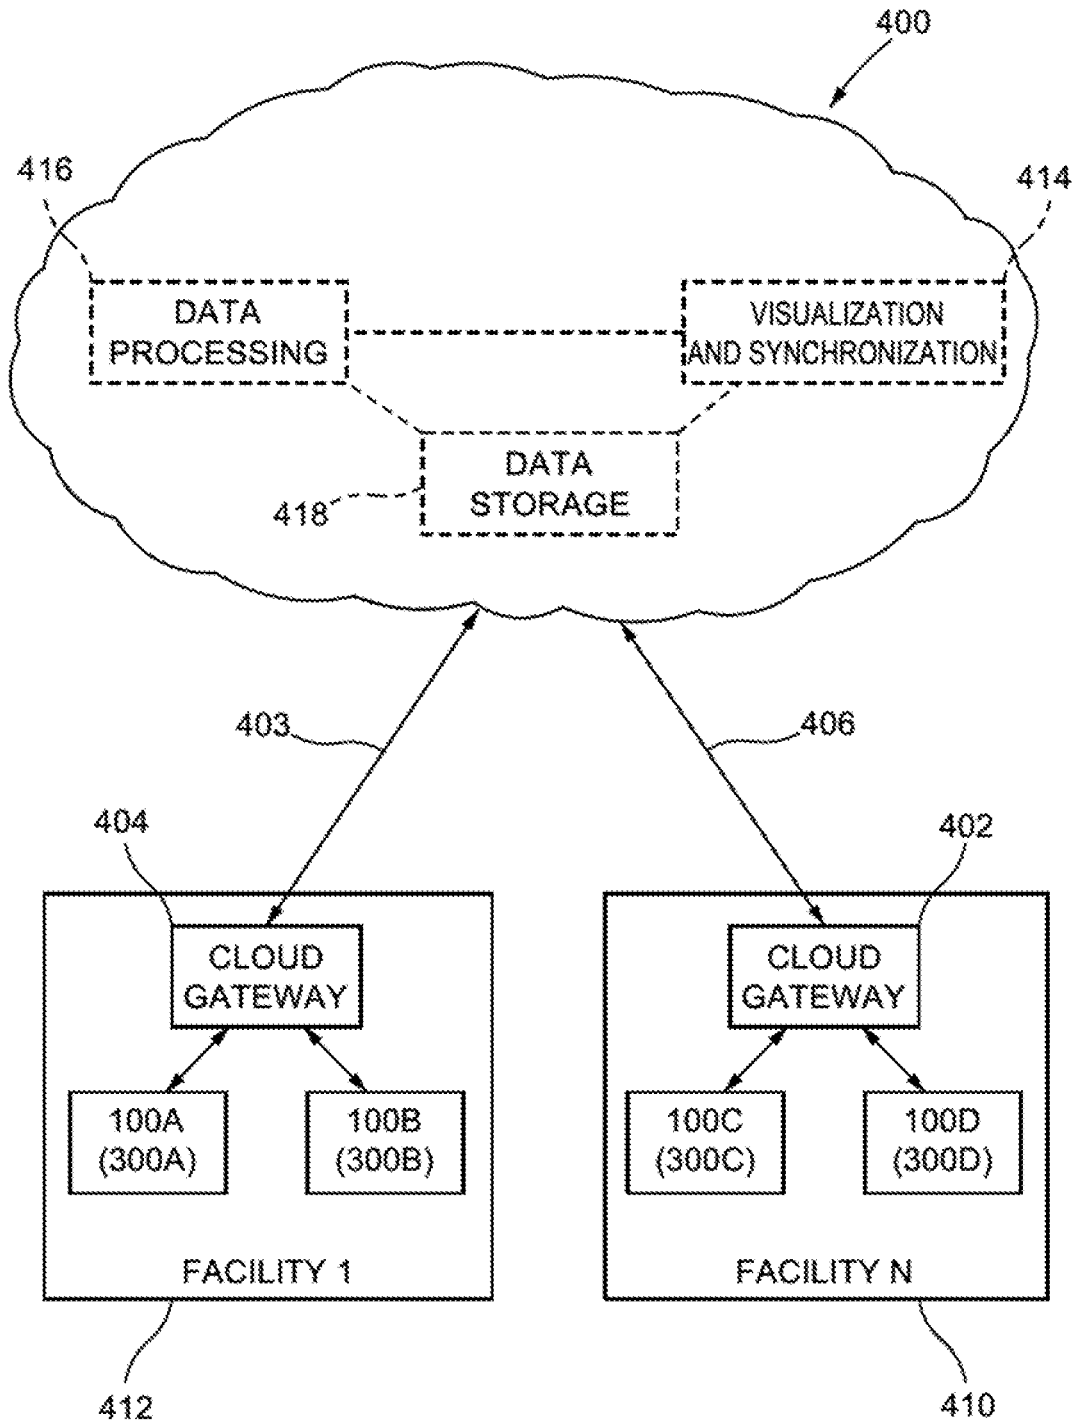 400
416
414
DATA
PROCESSING
VISUALIZATION
AND SYNCHRONIZATION
DATA
STORAGE
418
403
406
404
402
CLOUD
GATEWAY
CLOUD
GATEWAY
100A
(300A)
100B
(300B)
100C
(300C)
100D
(300D)
FACILITY 1
FACILITY N
412
410